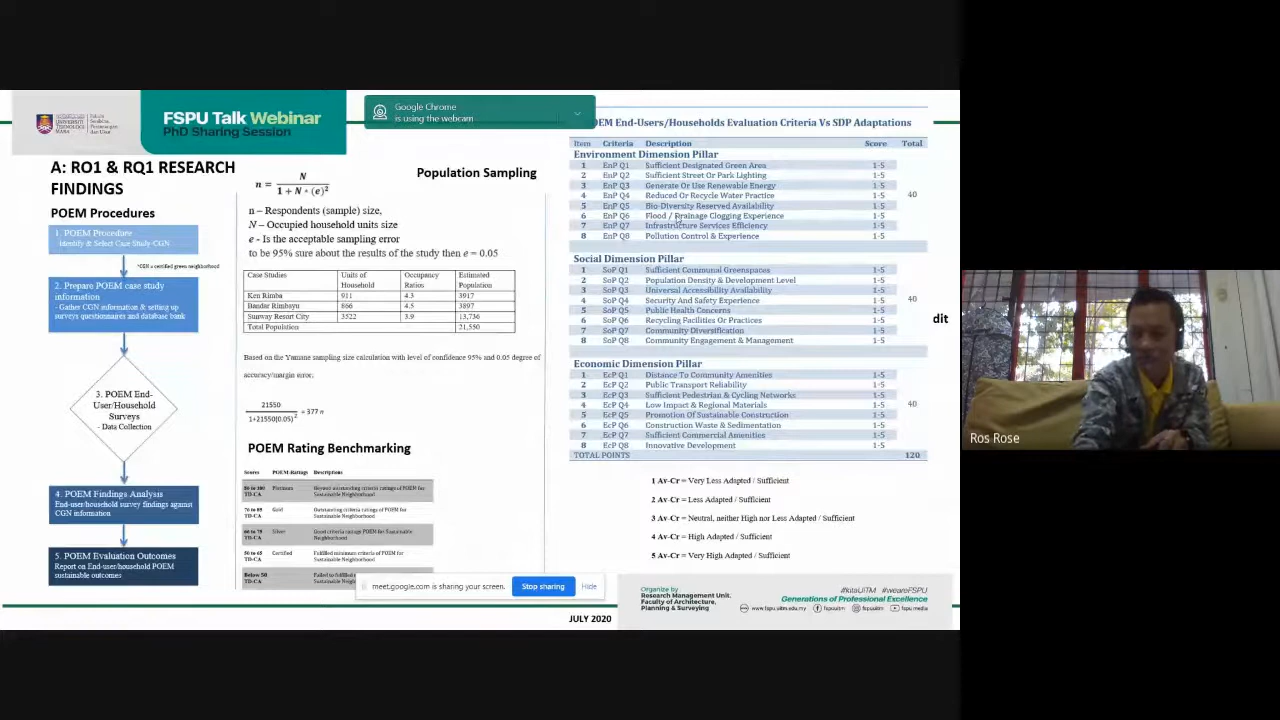 UNIVERSITI
TEKNOLOGI
MARA
FSPU Talk Webinar
PhD Sharing Session
Google Chrome
is using the webcam
A: RO1 & RQ1 RESEARCH
FINDINGS
POEM Procedures
1. POEM Procedure
Identify & Select Case Study-CGN
*CGN = certified green neighborhood
2. Prepare POEM case study
information
- Gather CGN information & setting up
surveys questionnaires and database bank
3. POEM End-
User/Household
Surveys
- Data Collection
4. POEM Findings Analysis
End-user/household survey findings against
CGN information
5. POEM Evaluation Outcomes
Report on End-user/household POEM
sustainable outcomes
Population Sampling
n = N / 1 + N * (e)²
n – Respondents (sample) size,
N – Occupied household units size
e - Is the acceptable sampling error
to be 95% sure about the results of the study then e = 0.05
Case Studies Units of Household Occupancy Ratios Estimated Population
Ken Rimba 911 4.3 3917
Bandar Rimbayu 866 4.5 3897
Sunway Resort City 3522 3.9 13,736
Total Population 21,550
Based on the Yamane sampling size calculation with level of confidence 95% and 0.05 degree of
accuracy/margin error;
21550 / 1+21550(0.05)² = 377 n
POEM Rating Benchmarking
Scores POEM-Ratings Descriptions
TD-CA Platinum criteria ratings of POEM for Sustainable Neighborhood
76 to 85 TD-CA Gold Outstanding criteria ratings of POEM for Sustainable Neighborhood
66 to 75 TD-CA Silver Good criteria ratings POEM for Sustainable Neighborhood
50 to 65 TD-CA Certified Fulfilled minimum criteria of POEM for Sustainable Neighborhood
Below 50 TD-CA Failed to
meet.google.com is sharing your screen.
Stop sharing
Hide
OEM End-Users/Households Evaluation Criteria Vs SDP Adaptations
Item Criteria Description Score Total
Environment Dimension Pillar
1 EnP Q1 Sufficient Designated Green Area 1-5
2 EnP Q2 Sufficient Street Or Park Lighting 1-5
3 EnP Q3 Generate Or Use Renewable Energy 1-5
4 EnP Q4 Reduced Or Recycle Water Practice 1-5 40
5 EnP Q5 Bio-Diversity Reserved Availability 1-5
6 EnP Q6 Flood / Drainage Clogging Experience 1-5
7 EnP Q7 Infrastructure Services Efficiency 1-5
8 EnP Q8 Pollution Control & Experience 1-5
Social Dimension Pillar
1 SoP Q1 Sufficient Communal Greenspaces 1-5
2 SoP Q2 Population Density & Development Level 1-5
3 SoP Q3 Universal Accessibility Availability 1-5
4 SoP Q4 Security And Safety Experience 1-5 40
5 SoP Q5 Public Health Concerns 1-5
6 SoP Q6 Recycling Facilities Or Practices 1-5
7 SoP Q7 Community Diversification 1-5
8 SoP Q8 Community Engagement & Management 1-5
Economic Dimension Pillar
1 EcP Q1 Distance To Community Amenities 1-5
2 EcP Q2 Public Transport Reliability 1-5
3 EcP Q3 Sufficient Pedestrian & Cycling Networks 1-5
4 EcP Q4 Low Impact & Regional Materials 1-5 40
5 EcP Q5 Promotion Of Sustainable Construction 1-5
6 EcP Q6 Construction Waste & Sedimentation 1-5
7 EcP Q7 Sufficient Commercial Amenities 1-5
8 EcP Q8 Innovative Development 1-5
TOTAL POINTS 120
1 Av-Cr = Very Less Adapted / Sufficient
2 Av-Cr = Less Adapted / Sufficient
3 Av-Cr = Neutral, neither High nor Less Adapted / Sufficient
4 Av-Cr = High Adapted / Sufficient
5 Av-Cr = Very High Adapted / Sufficient
dit
Ros Rose
JULY 2020
Organize by
Research Management Unit,
Faculty of Architecture,
Planning & Surveying
#kitaUiTM #weareFSPU
Generations of Professional Excellence
www.fspu.uitm.edu.my fspuuitm fspuuitm fspu media